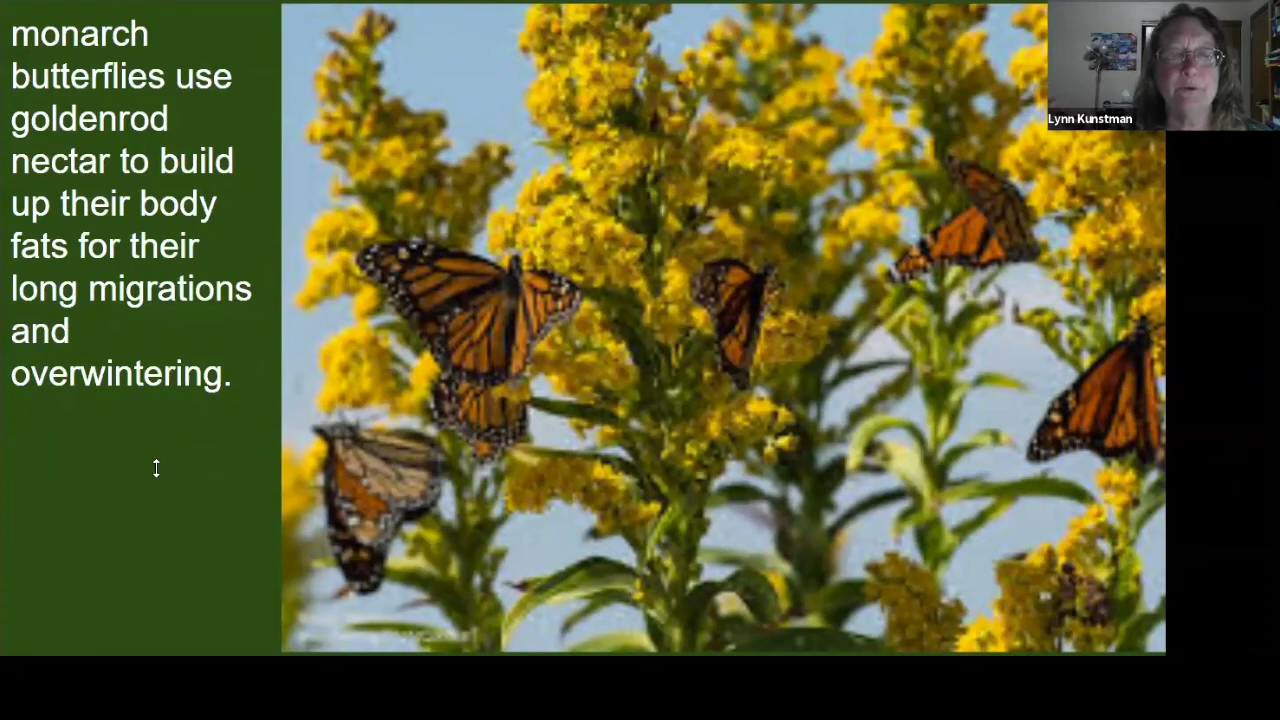 monarch
butterflies use
goldenrod
nectar to build
up their body
fats for their
long migrations
and
overwintering.
Lynn Kunstman